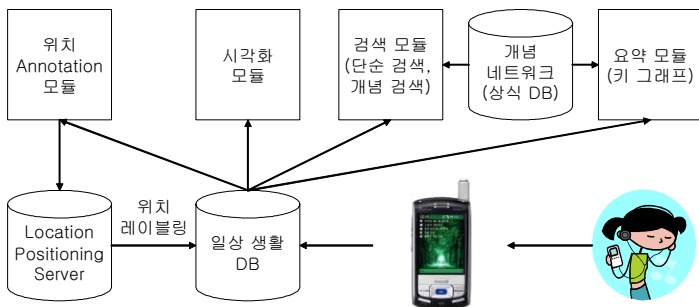 위치
Annotation
모듈
시각화
모듈
검색 모듈
(단순 검색,
개념 검색)
개념
네트워크
(상식 DB)
요약 모듈
(키 그래프)
위치
레이블링
Location
Positioning
Server
일상 생활
DB